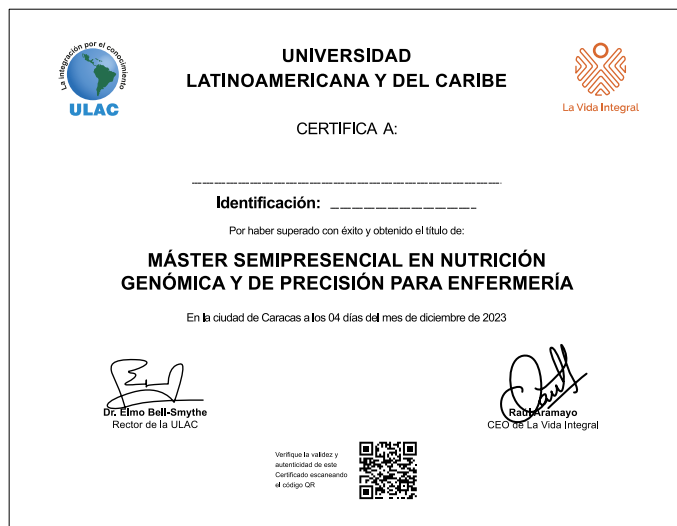 La integración por el conocimiento
ULAC
UNIVERSIDAD
LATINOAMERICANA Y DEL CARIBE
La Vida Integral
CERTIFICA A:
Identificación:
Por haber superado con éxito y obtenido el título de:
MÁSTER SEMIPRESENCIAL EN NUTRICIÓN
GENÓMICA Y DE PRECISIÓN PARA ENFERMERÍA
En la ciudad de Caracas a los 04 días del mes de diciembre de 2023
Dr. Elmo Bell-Smythe
Rector de la ULAC
Raúl Aramayo
CEO de La Vida Integral
Verifique la validez y
autenticidad de este
Certificado escaneando
el código QR